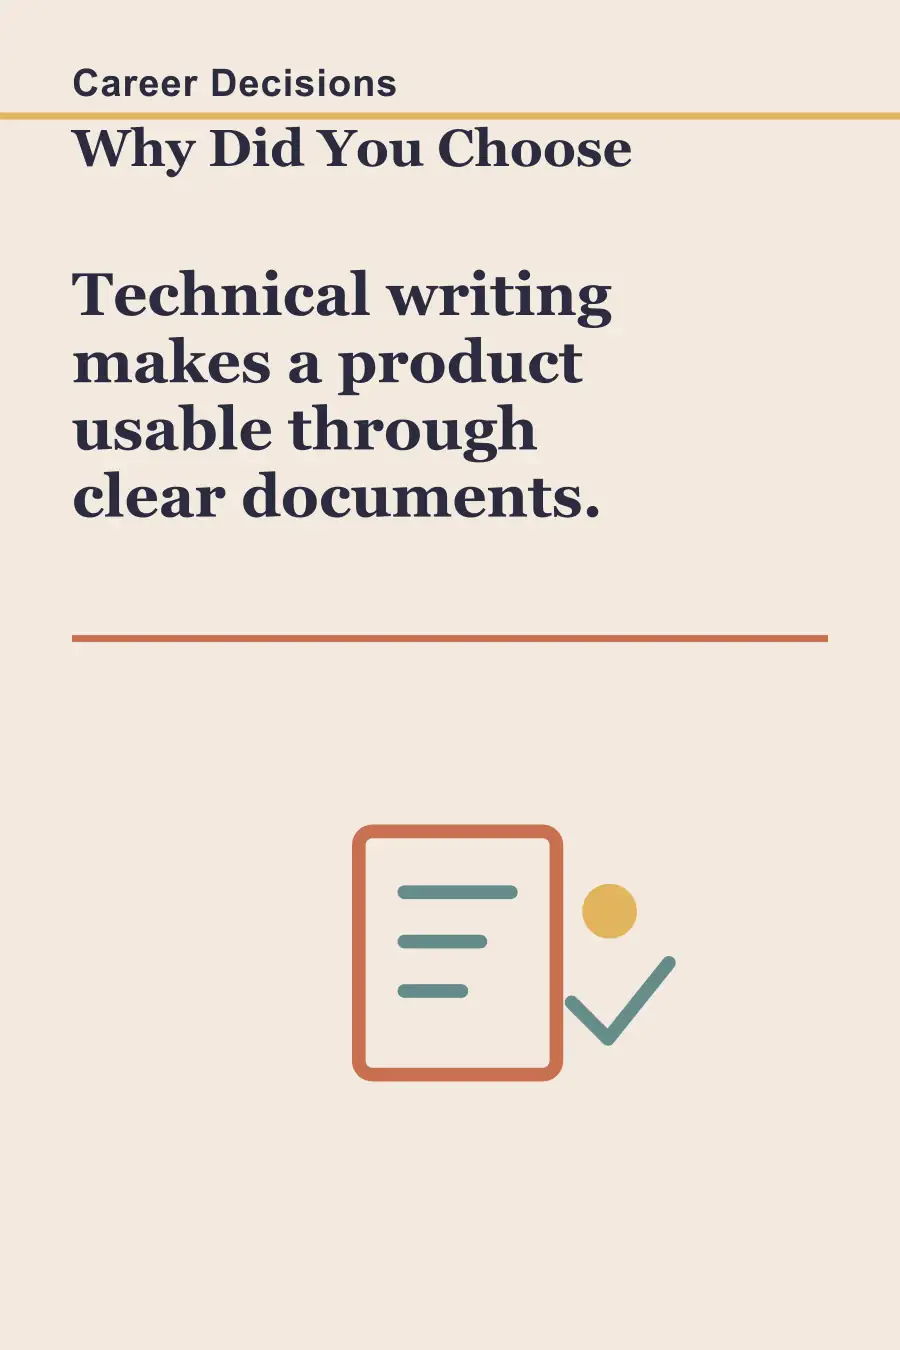 Career Decisions
Why Did You Choose
Technical writing
makes a product
usable through
clear documents.